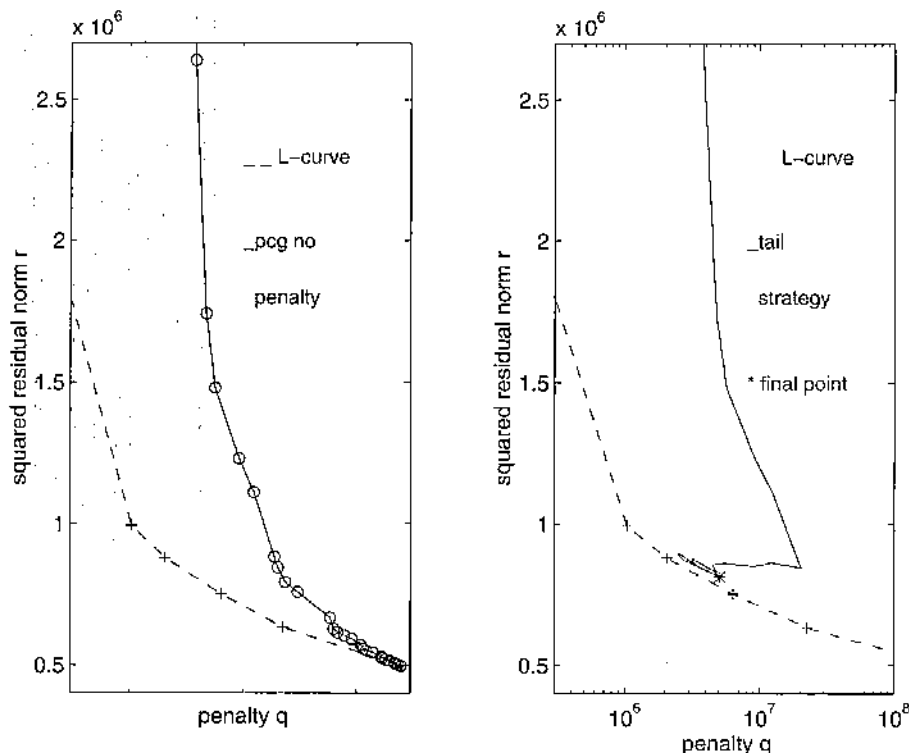 x 10^6
2.5
2
1.5
1
0.5
squared residual norm r
_ _ L-curve
_pcg no
penalty
penalty q
x 10^6
2.5
2
1.5
1
0.5
squared residual norm r
L-curve
_tail
strategy
* final point
10^6
10^7
10^8
penalty q